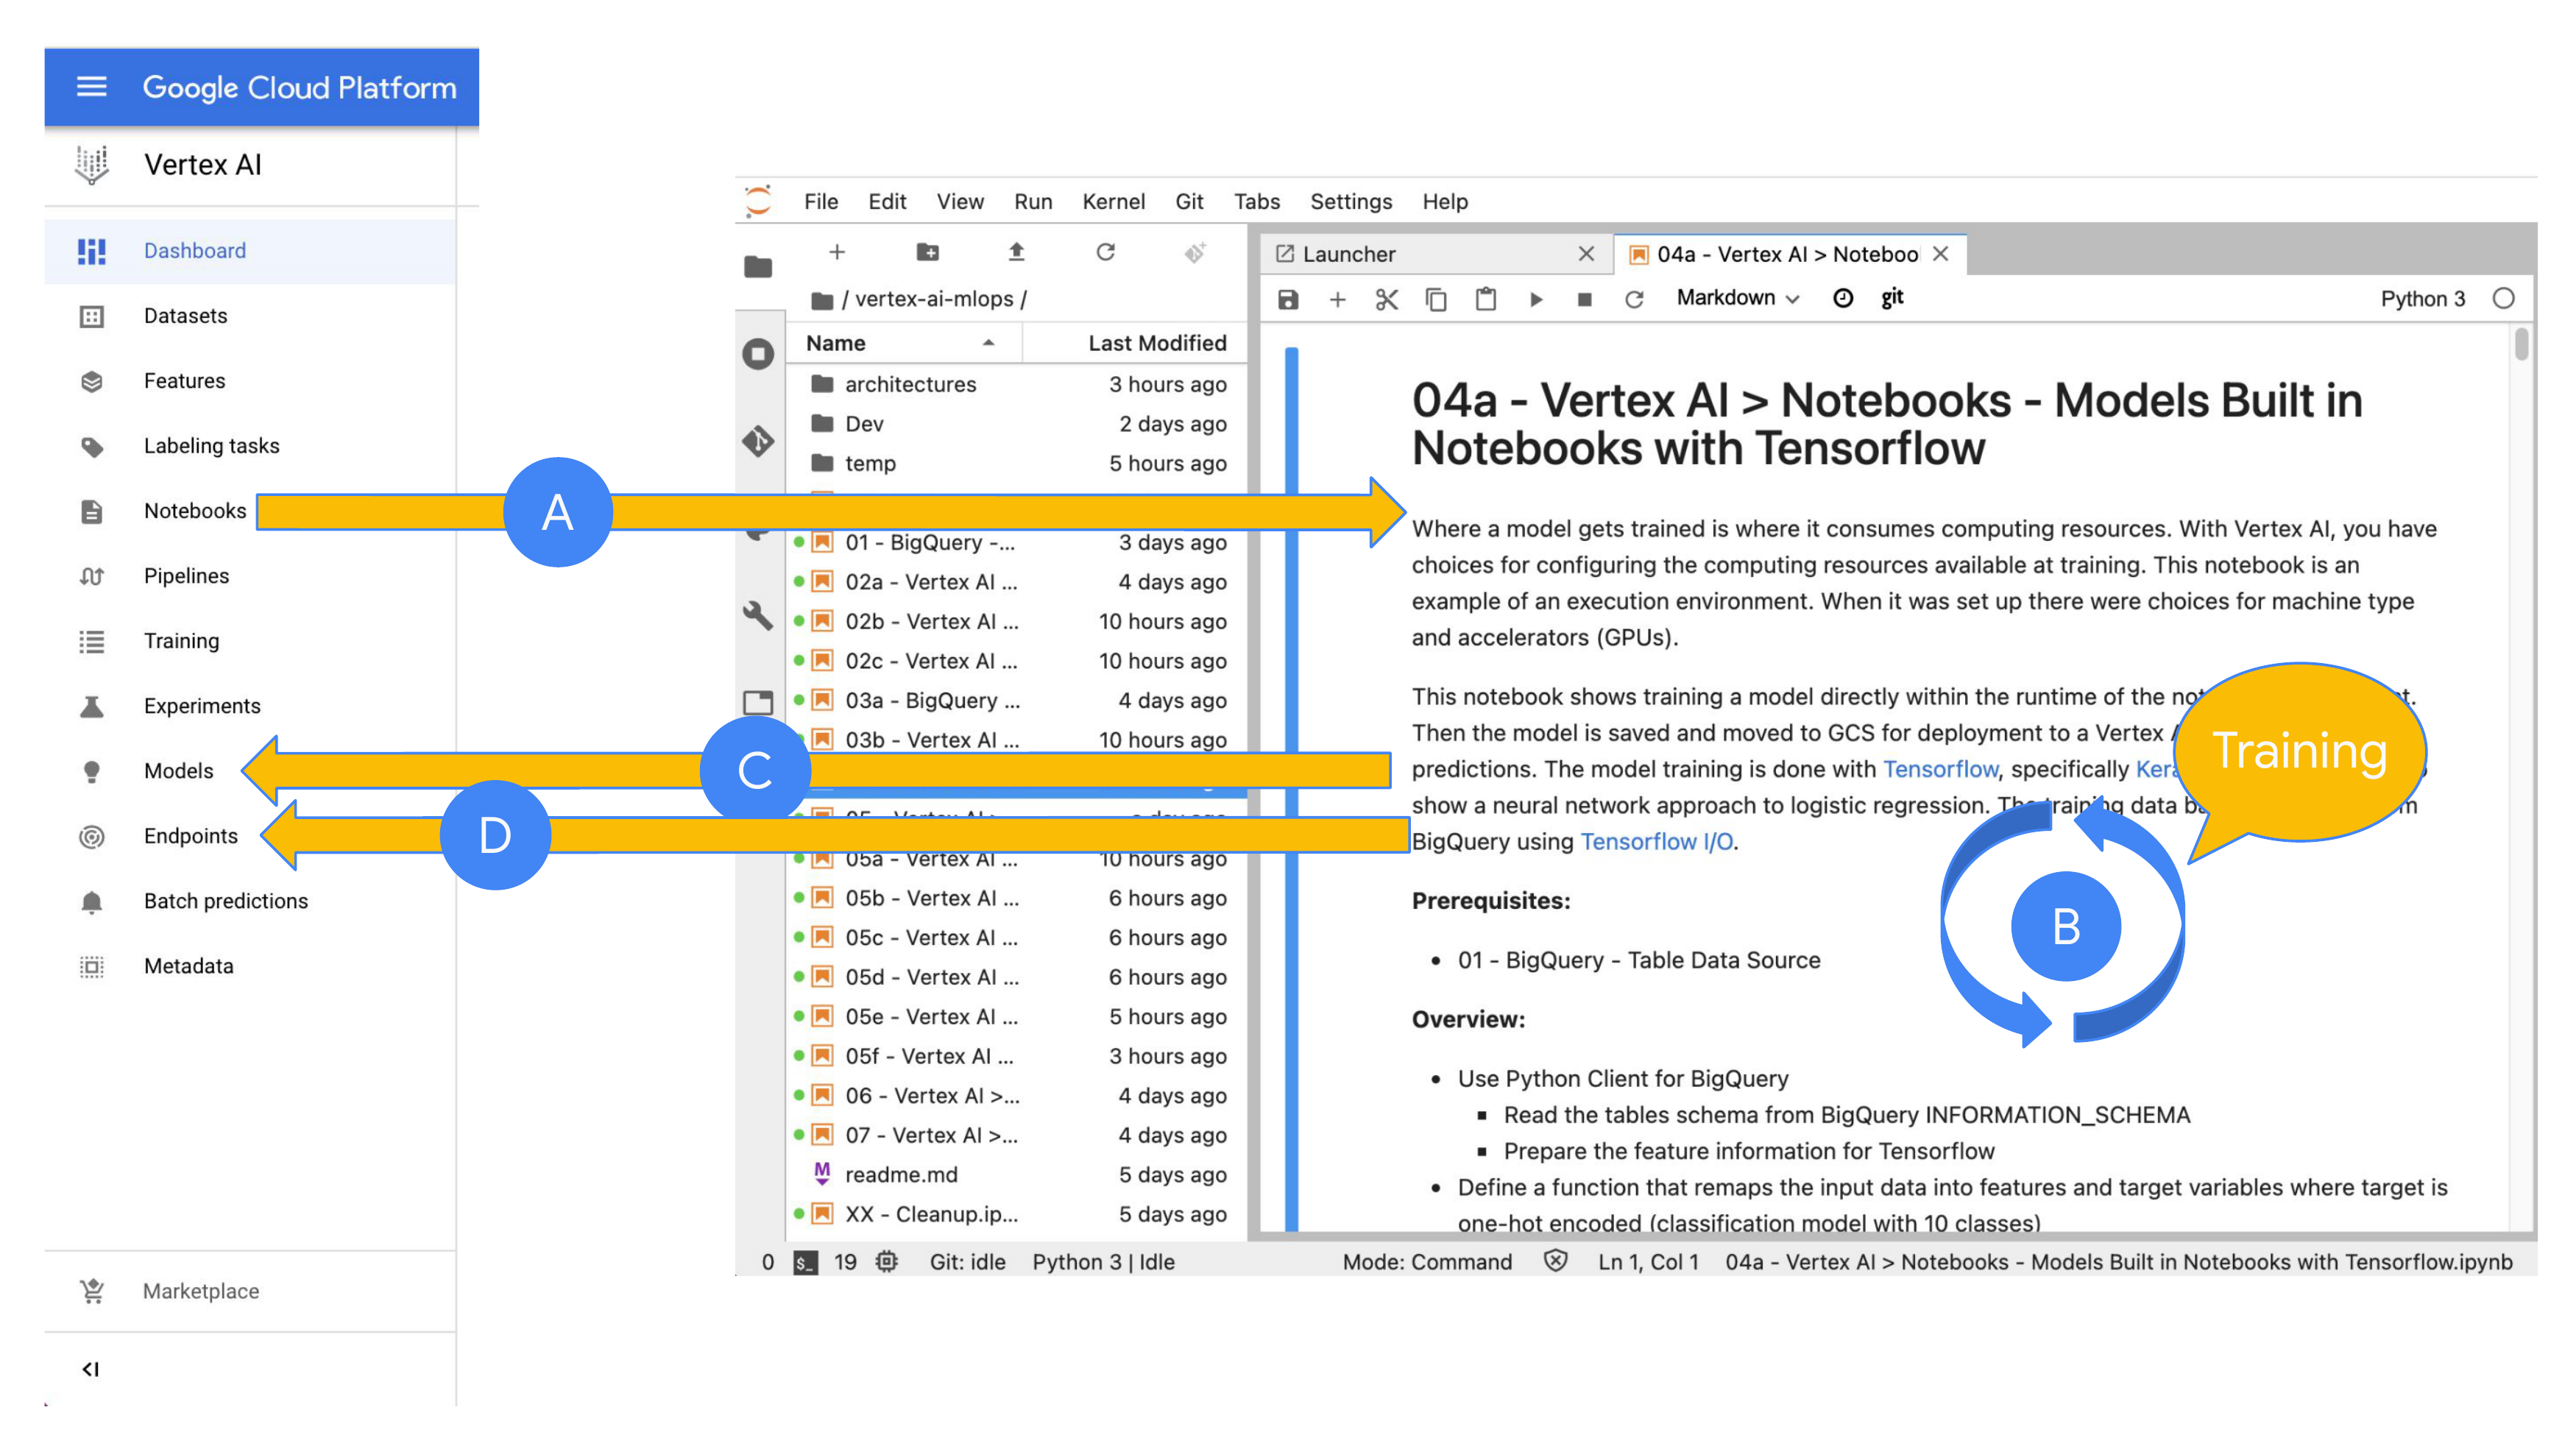 Google Cloud Platform
Vertex AI
Dashboard
Datasets
Features
Labeling tasks
Notebooks
Pipelines
Training
Experiments
Models
Endpoints
Batch predictions
Metadata
Marketplace
A
C
D
File Edit View Run Kernel Git Tabs Settings Help
/ vertex-ai-mlops /
Name Last Modified
architectures 3 hours ago
Dev 2 days ago
temp 5 hours ago
01 - BigQuery -... 3 days ago
02a - Vertex AI ... 4 days ago
02b - Vertex AI ... 10 hours ago
02c - Vertex AI ... 10 hours ago
03a - BigQuery ... 4 days ago
03b - Vertex AI ... 10 hours ago
05a - Vertex AI ... 10 hours ago
05b - Vertex AI ... 6 hours ago
05c - Vertex AI ... 6 hours ago
05d - Vertex AI ... 6 hours ago
05e - Vertex AI ... 5 hours ago
05f - Vertex AI ... 3 hours ago
06 - Vertex AI >... 4 days ago
07 - Vertex AI >... 4 days ago
readme.md 5 days ago
XX - Cleanup.ip... 5 days ago
Launcher
04a - Vertex AI > Noteboo
Markdown
git
Python 3
04a - Vertex AI > Notebooks - Models Built in
Notebooks with Tensorflow
Where a model gets trained is where it consumes computing resources. With Vertex AI, you have
choices for configuring the computing resources available at training. This notebook is an
example of an execution environment. When it was set up there were choices for machine type
and accelerators (GPUs).
This notebook shows training a model directly within the runtime of the
Then the model is saved and moved to GCS for deployment to a Vertex
predictions. The model training is done with Tensorflow, specifically
show a neural network approach to logistic regression. The training data
BigQuery using Tensorflow I/O.
Training
B
Prerequisites:
• 01 - BigQuery - Table Data Source
Overview:
• Use Python Client for BigQuery
▪ Read the tables schema from BigQuery INFORMATION_SCHEMA
▪ Prepare the feature information for Tensorflow
• Define a function that remaps the input data into features and target variables where target is
one-hot encoded (classification model with 10 classes)
0 $_ 19 Git: idle Python 3 | Idle Mode: Command Ln 1, Col 1 04a - Vertex AI > Notebooks - Models Built in Notebooks with Tensorflow.ipynb